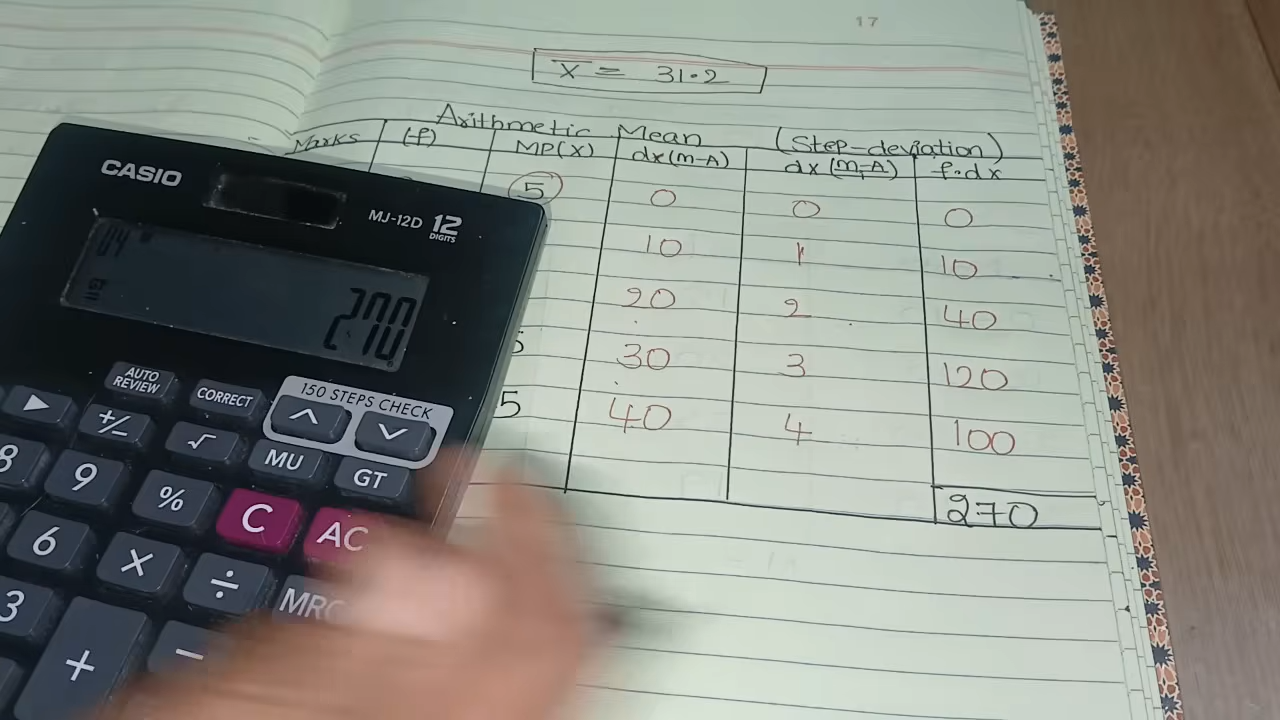 17
X̄ = 31.2
Arithmetic Mean (Step-deviation)
Marks (f) MP(X) dx(m-A) dx(m-A) f.dx
5 0 0 0
10 1 10
20 2 40
5 30 3 120
5 40 4 100
270
CASIO
MJ-12D 12
DIGITS
270
AUTO REVIEW CORRECT 150 STEPS CHECK
+/- √ MU GT
8 9 % C AC
6 × ÷ MRC
3 + −